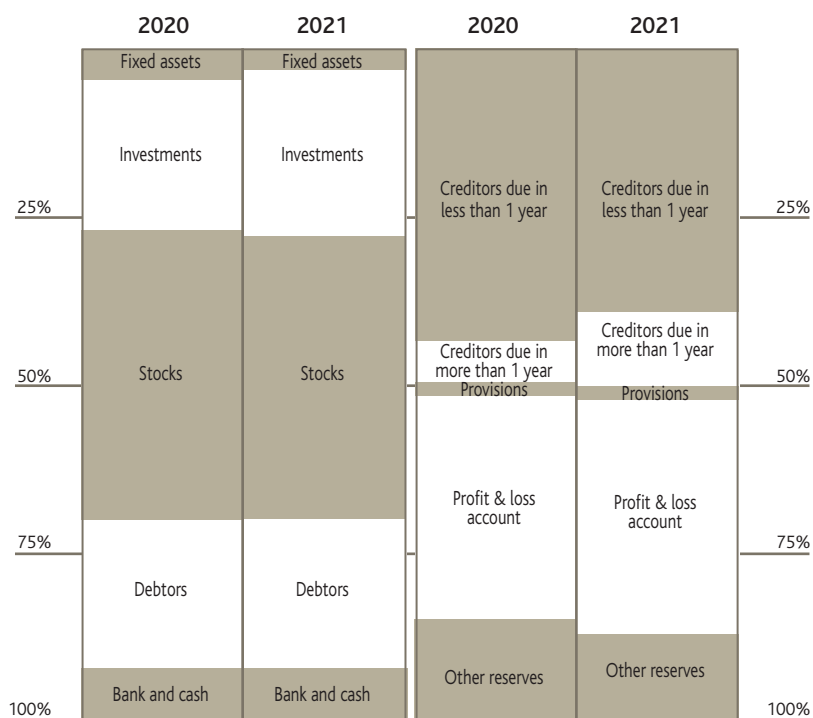 2020
2021
2020
2021
Fixed assets
Fixed assets
Investments
Investments
Creditors due in
less than 1 year
Creditors due in
less than 1 year
25%
25%
Creditors due in
more than 1 year
Creditors due in
more than 1 year
Stocks
Stocks
50%
50%
Provisions
Provisions
Profit & loss
account
Profit & loss
account
75%
75%
Debtors
Debtors
Other reserves
Other reserves
Bank and cash
Bank and cash
100%
100%